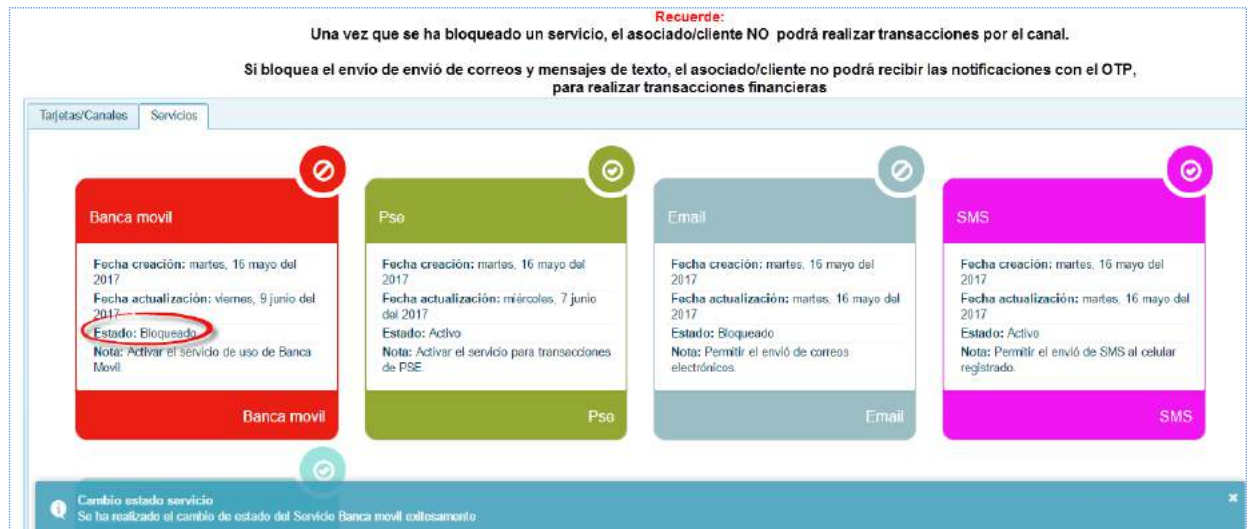 Recuerde:
Una vez que se ha bloqueado un servicio, el asociado/cliente NO podrá realizar transacciones por el canal.
Si bloquea el envío de envió de correos y mensajes de texto, el asociado/cliente no podrá recibir las notificaciones con el OTP,
para realizar transacciones financieras
Tarjetas/Canales Servicios
Banca movil
Fecha creación: martes, 16 mayo del
2017
Fecha actualización: viernes, 9 junio del
2017
Estado: Bloqueado
Nota: Activar el servicio de uso de Banca
Movil.
Banca movil
Pse
Fecha creación: martes, 16 mayo del
2017
Fecha actualización: miércoles, 7 junio
del 2017
Estado: Activo
Nota: Activar el servicio para transacciones
de PSE.
Pse
Email
Fecha creación: martes, 16 mayo del
2017
Fecha actualización: martes, 16 mayo del
2017
Estado: Bloqueado
Nota: Permitir el envió de correos
electrónicos.
Email
SMS
Fecha creación: martes, 16 mayo del
2017
Fecha actualización: martes, 16 mayo del
2017
Estado: Activo
Nota: Permitir el envió de SMS al celular
registrado.
SMS
Cambio estado servicio
Se ha realizado el cambio de estado del Servicio Banca movil exitosamente